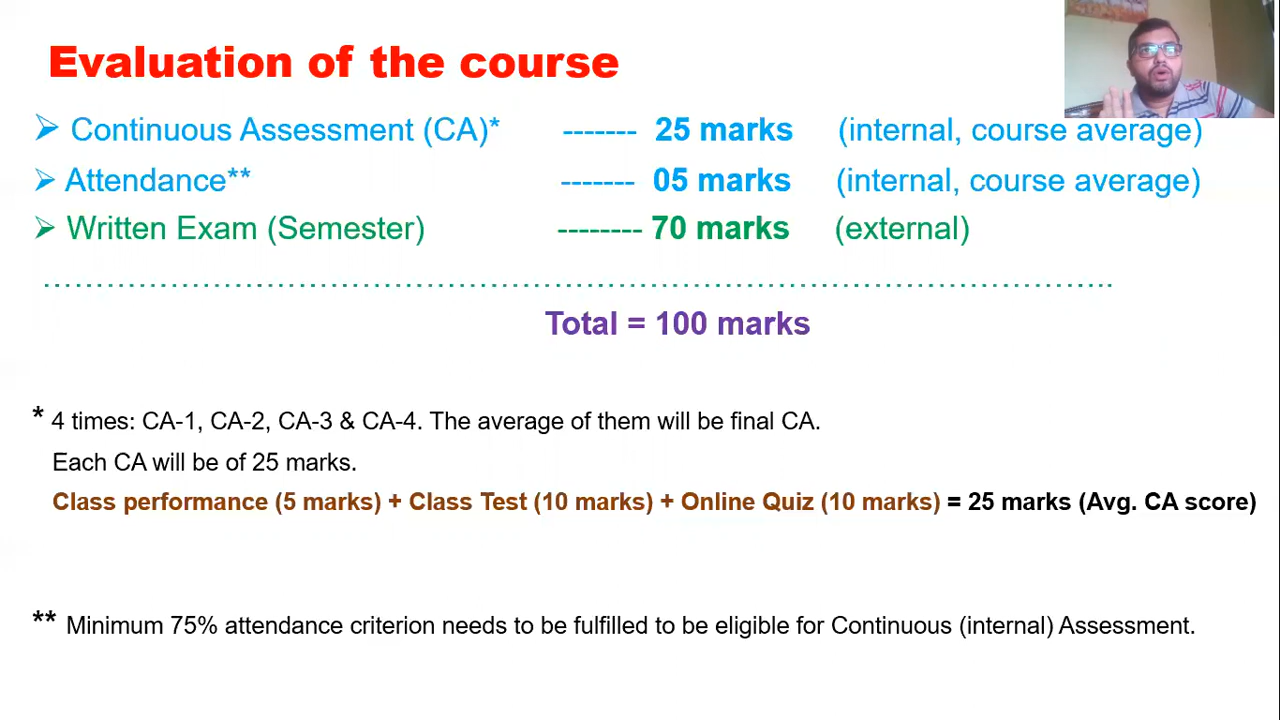 Evaluation of the course
Continuous Assessment (CA)* ------- 25 marks (internal, course average)
Attendance** ------- 05 marks (internal, course average)
Written Exam (Semester) -------- 70 marks (external)
Total = 100 marks
* 4 times: CA-1, CA-2, CA-3 & CA-4. The average of them will be final CA.
Each CA will be of 25 marks.
Class performance (5 marks) + Class Test (10 marks) + Online Quiz (10 marks) = 25 marks (Avg. CA score)
** Minimum 75% attendance criterion needs to be fulfilled to be eligible for Continuous (internal) Assessment.